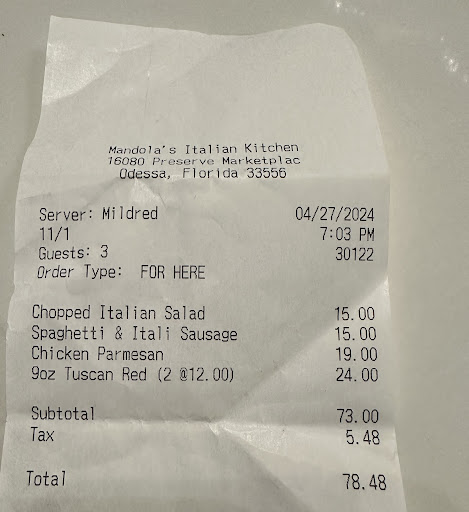 Mandola's Italian Kitchen
16080 Preserve Marketplac
Odessa, Florida 33556
Server: Mildred 04/27/2024
11/1 7:03 PM
Guests: 3 30122
Order Type: FOR HERE
Chopped Italian Salad 15.00
Spaghetti & Itali Sausage 15.00
Chicken Parmesan 19.00
9oz Tuscan Red (2 @12.00) 24.00
Subtotal 73.00
Tax 5.48
Total 78.48